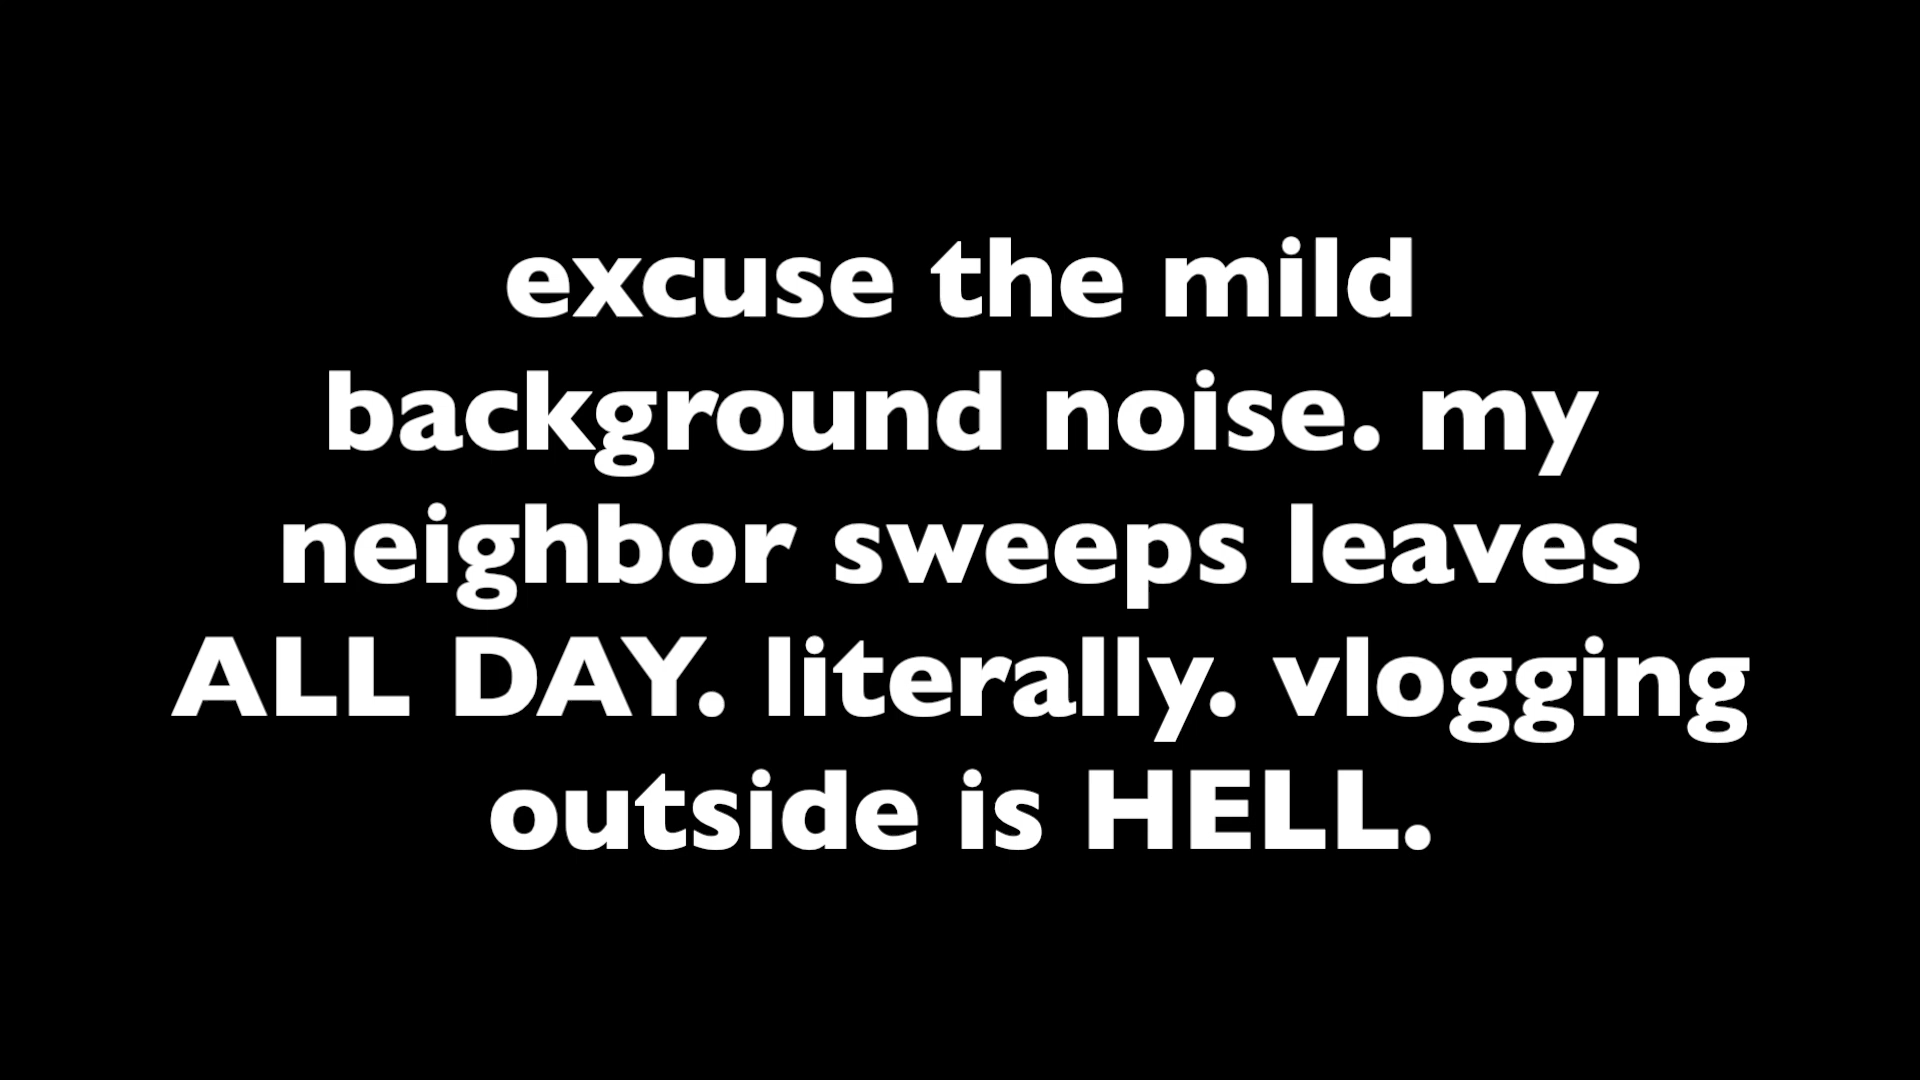 excuse the mild
background noise. my
neighbor sweeps leaves
ALL DAY. literally. vlogging
outside is HELL.